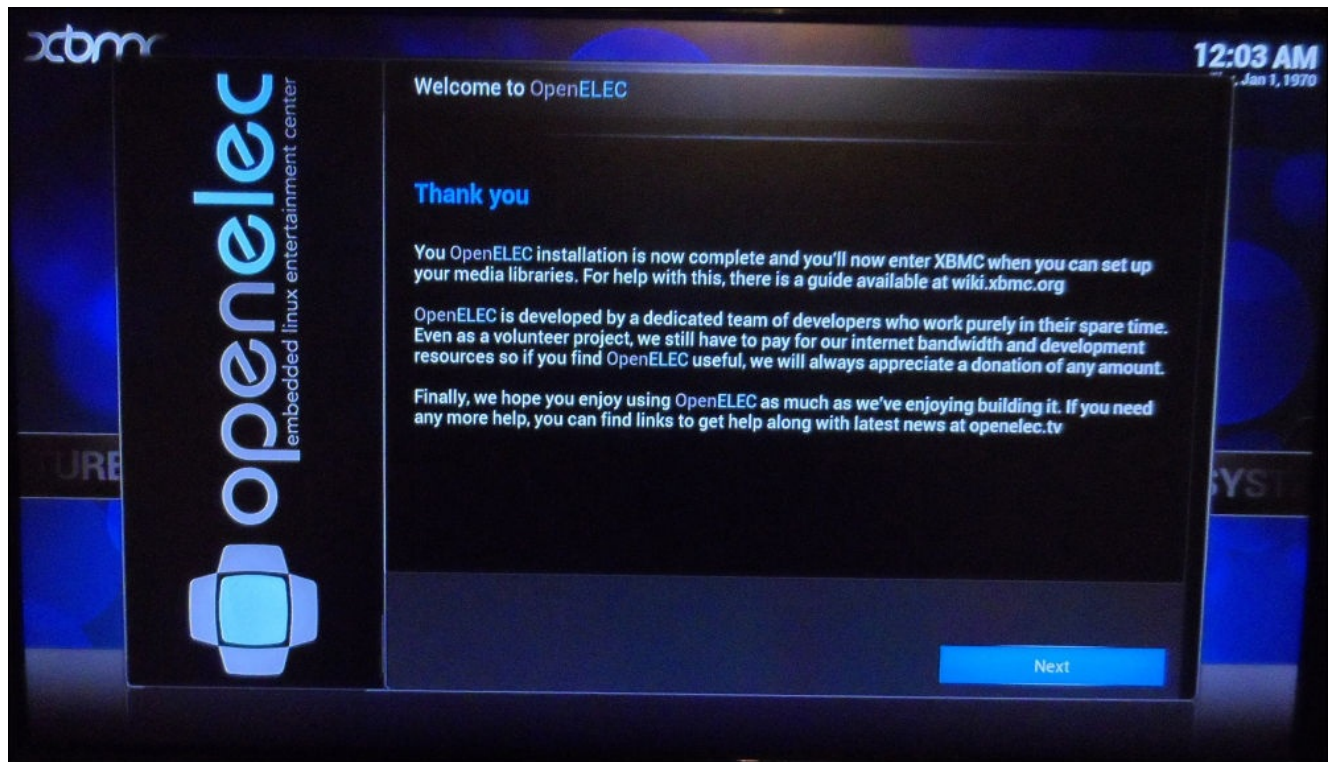 xbmc
12:03 AM
Jan 1, 1970
openelec
embedded linux entertainment center
Welcome to OpenELEC
Thank you
You OpenELEC installation is now complete and you'll now enter XBMC when you can set up
your media libraries. For help with this, there is a guide available at wiki.xbmc.org
OpenELEC is developed by a dedicated team of developers who work purely in their spare time.
Even as a volunteer project, we still have to pay for our internet bandwidth and development
resources so if you find OpenELEC useful, we will always appreciate a donation of any amount.
Finally, we hope you enjoy using OpenELEC as much as we've enjoying building it. If you need
any more help, you can find links to get help along with latest news at openelec.tv
URE
SYST
Next